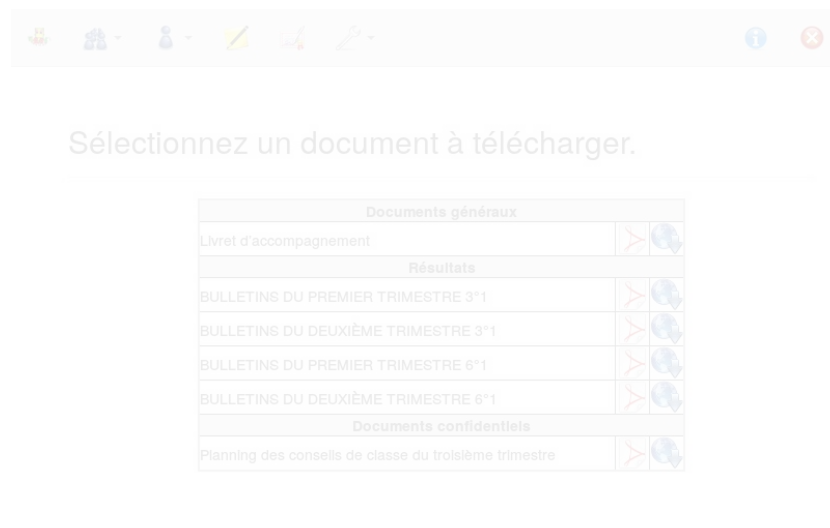 Sélectionnez un document à télécharger.
Documents généraux
Livret d'accompagnement
Résultats
BULLETINS DU PREMIER TRIMESTRE 3°1
BULLETINS DU DEUXIÈME TRIMESTRE 3°1
BULLETINS DU PREMIER TRIMESTRE 6°1
BULLETINS DU DEUXIÈME TRIMESTRE 6°1
Documents confidentiels
Planning des conseils de classe du troisième trimestre